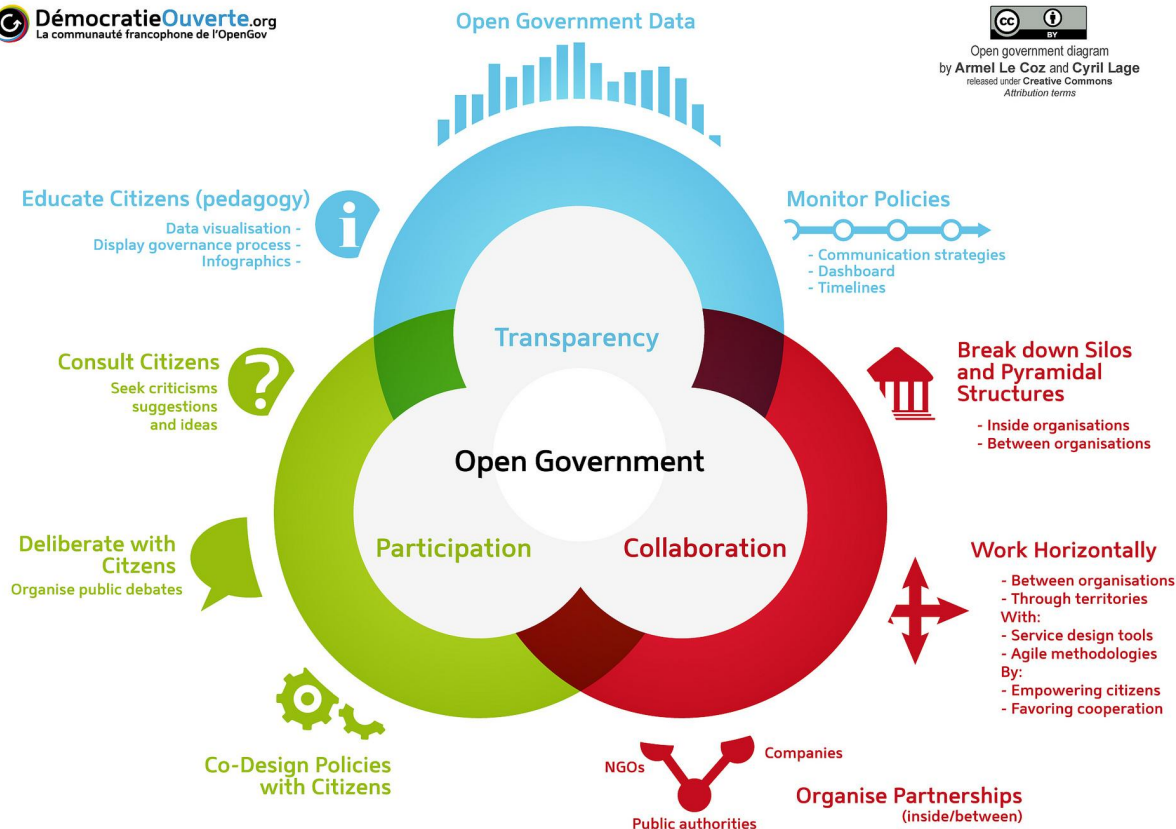 DémocratieOuverte.org
La communauté francophone de l'OpenGov
Open Government Data
cc
BY
Open government diagram
by Armel Le Coz and Cyril Lage
released under Creative Commons
Attribution terms
Educate Citizens (pedagogy)
Data visualisation -
Display governance process -
Infographics -
i
Monitor Policies
- Communication strategies
- Dashboard
- Timelines
Transparency
Consult Citizens
Seek criticisms
suggestions
and ideas
?
Break down Silos
and Pyramidal
Structures
- Inside organisations
- Between organisations
Open Government
Participation
Collaboration
Deliberate with
Citzens
Organise public debates
Work Horizontally
- Between organisations
- Through territories
With:
- Service design tools
- Agile methodologies
By:
- Empowering citizens
- Favoring cooperation
Co-Design Policies
with Citizens
NGOs
Companies
Public authorities
Organise Partnerships
(inside/between)